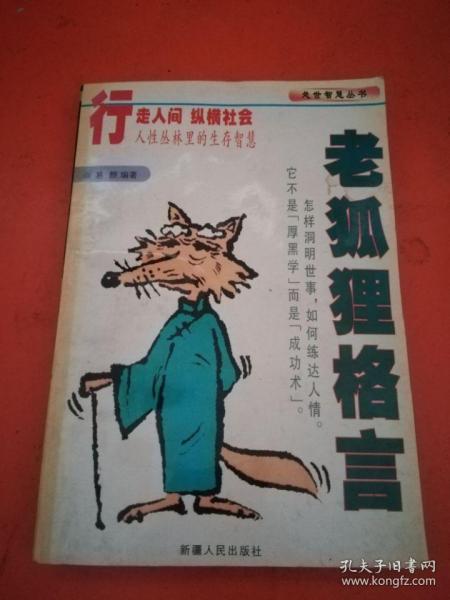 处世智慧丛书
行走人间 纵横社会
人性丛林里的生存智慧
编著
老狐狸格言
怎样洞明世事，如何练达人情。
它不是「厚黑学」而是「成功术」。
新疆人民出版社
孔夫子旧书网
www.kongfz.com